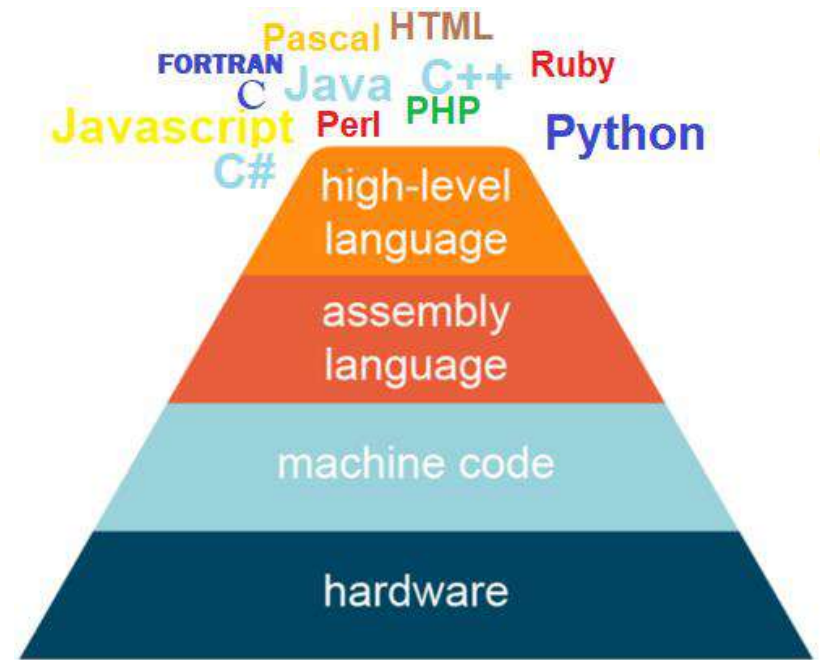 Pascal HTML
FORTRAN Java C++ Ruby
C
Javascript Perl PHP Python
C#
high-level
language
assembly
language
machine code
hardware